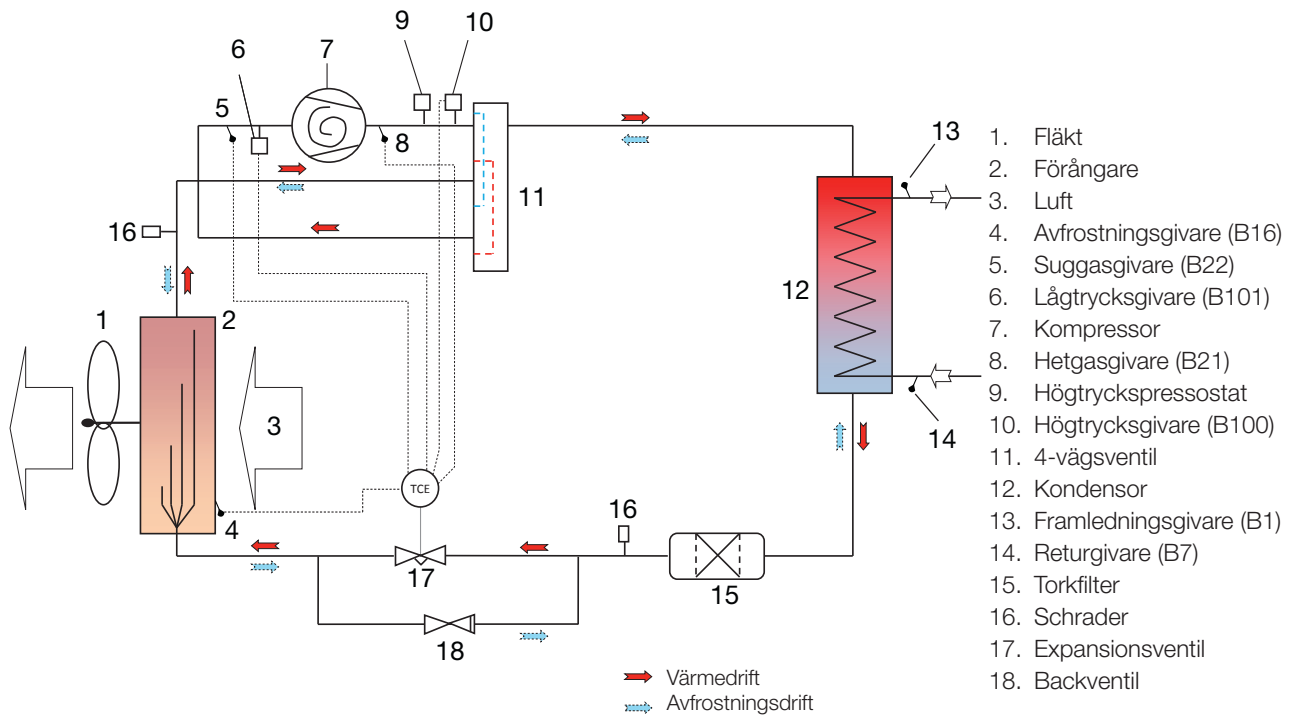 9
10
6
7
5
8
13
11
16
12
1
2
3
4
14
TCE
16
17
15
18
Värmedrift
Avfrostningsdrift
1. Fläkt
2. Förångare
3. Luft
4. Avfrostningsgivare (B16)
5. Suggasgivare (B22)
6. Lågtrycksgivare (B101)
7. Kompressor
8. Hetgasgivare (B21)
9. Högtryckspressostat
10. Högtrycksgivare (B100)
11. 4-vägsventil
12. Kondensor
13. Framledningsgivare (B1)
14. Returgivare (B7)
15. Torkfilter
16. Schrader
17. Expansionsventil
18. Backventil